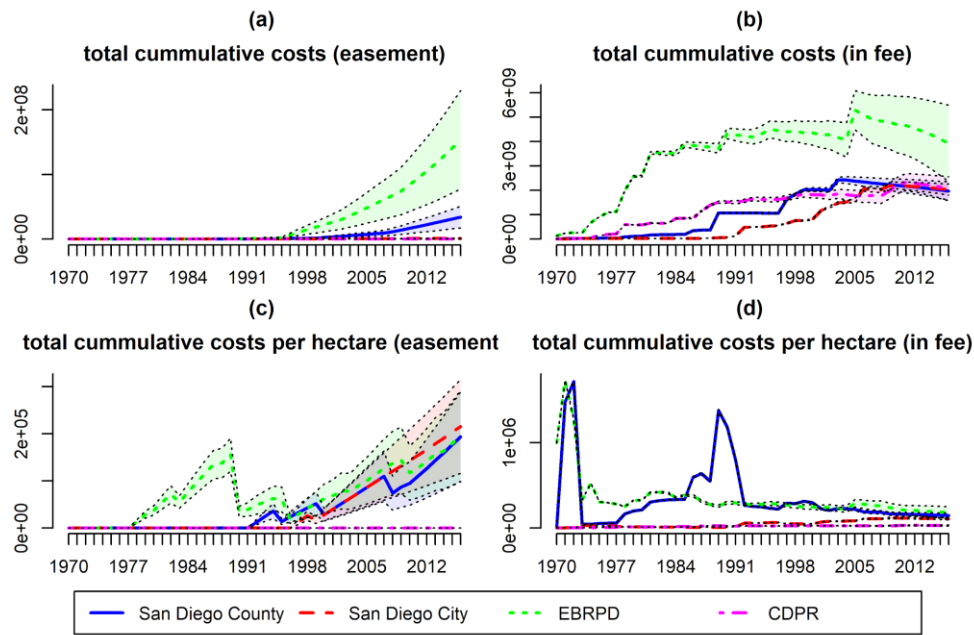 (a)
total cummulative costs (easement)
0e+00
2e+08
1970 1977 1984 1991 1998 2005 2012
(b)
total cummulative costs (in fee)
0e+00
3e+09
6e+09
1970 1977 1984 1991 1998 2005 2012
(c)
total cummulative costs per hectare (easement
0e+00
2e+05
1970 1977 1984 1991 1998 2005 2012
(d)
total cummulative costs per hectare (in fee)
0e+00
1e+06
1970 1977 1984 1991 1998 2005 2012
San Diego County San Diego City EBRPD CDPR